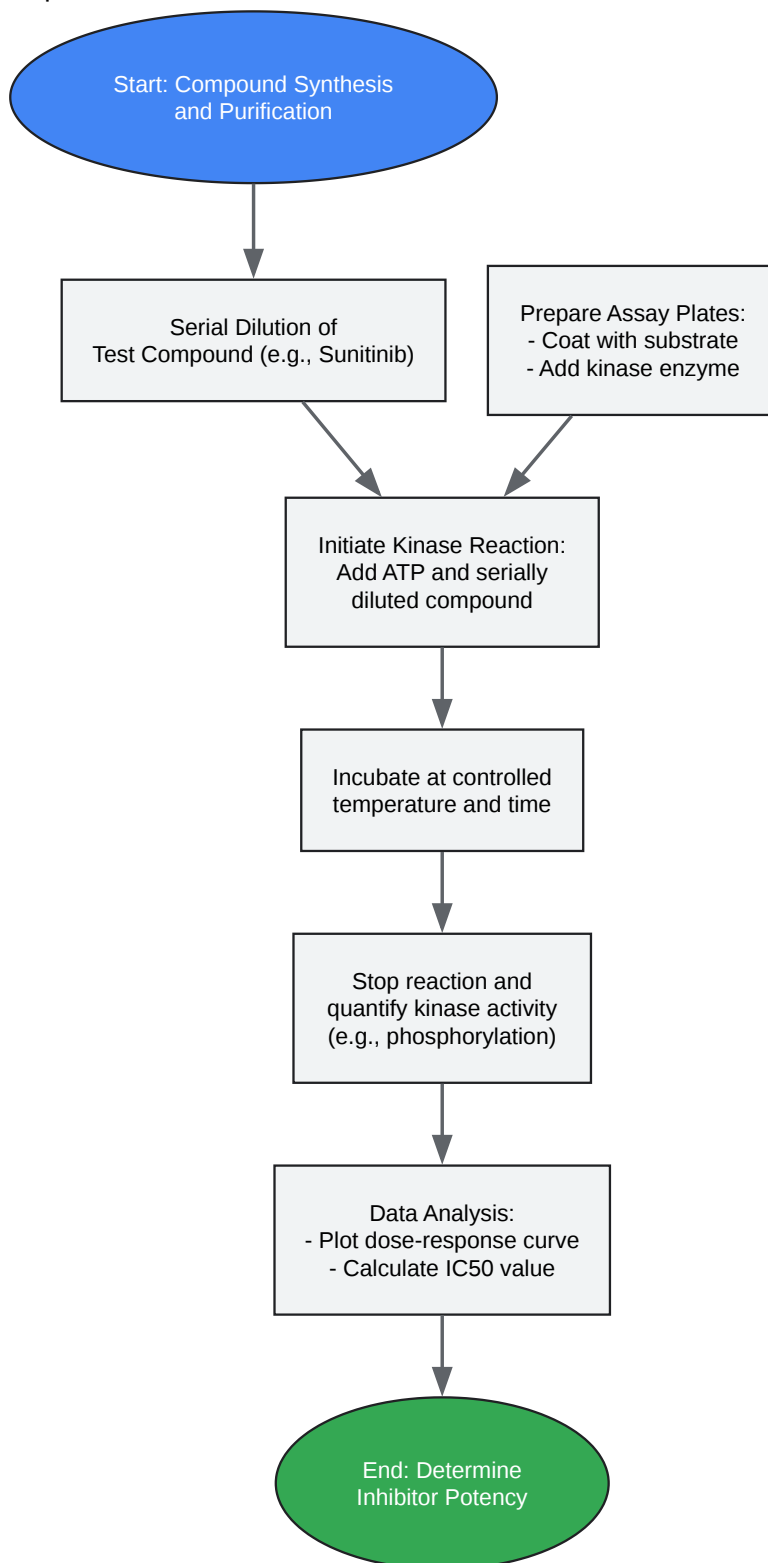 Start: Compound Synthesis
and Purification
Serial Dilution of
Test Compound (e.g., Sunitinib)
Prepare Assay Plates:
- Coat with substrate
- Add kinase enzyme
Initiate Kinase Reaction:
Add ATP and serially
diluted compound
Incubate at controlled
temperature and time
Stop reaction and
quantify kinase activity
(e.g., phosphorylation)
Data Analysis:
- Plot dose-response curve
- Calculate IC50 value
End: Determine
Inhibitor Potency